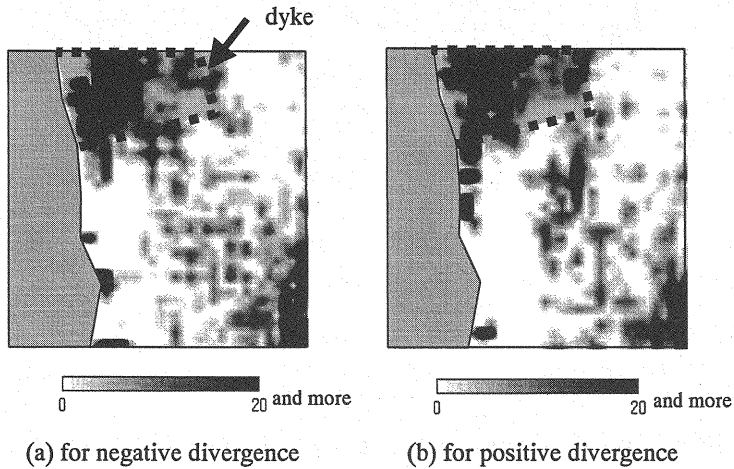 dyke
0 20 and more
0 20 and more
(a) for negative divergence
(b) for positive divergence